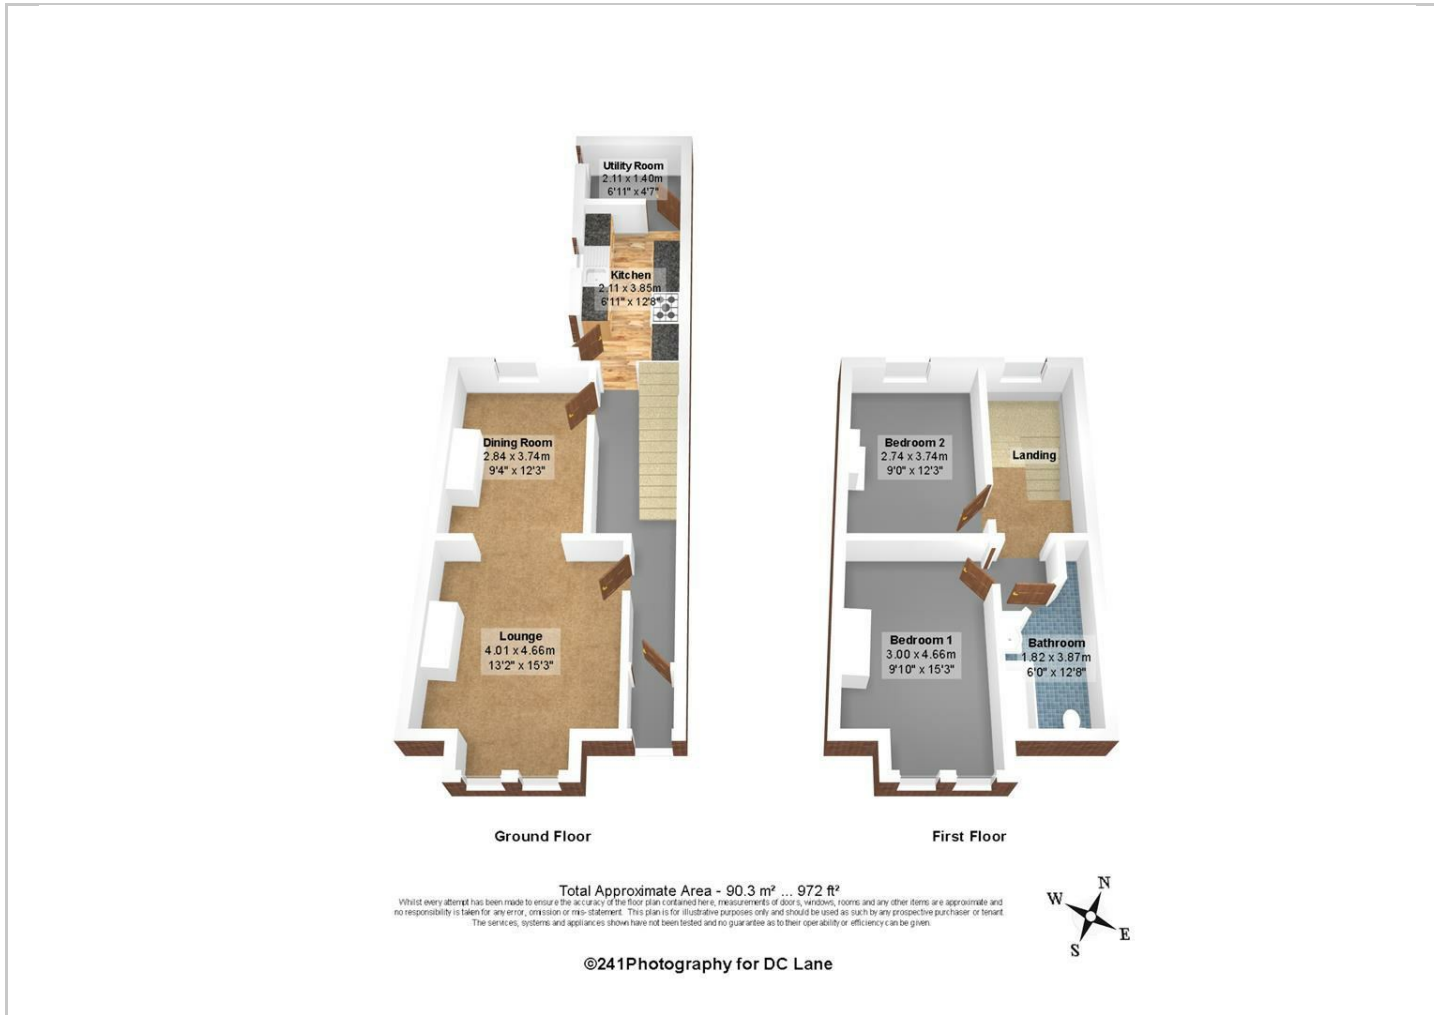 Utility Room
2.11 x 1.40m
6'11" x 4'7"
Kitchen
2.11 x 3.85m
6'11" x 12'8"
Dining Room
2.84 x 3.74m
9'4" x 12'3"
Lounge
4.01 x 4.66m
13'2" x 15'3"
Bedroom 2
2.74 x 3.74m
9'0" x 12'3"
Landing
Bedroom 1
3.00 x 4.66m
9'10" x 15'3"
Bathroom
1.82 x 3.87m
6'0" x 12'8"
Ground Floor
First Floor
Total Approximate Area - 90.3 m² ... 972 ft²
Whilst every attempt has been made to ensure the accuracy of the floor plan contained here, measurements of doors, windows, rooms and any other items are approximate and
no responsibility is taken for any error, omission or mis-statement. This plan is for illustrative purposes only and should be used as such by any prospective purchaser or tenant.
The services, systems and appliances shown have not been tested and no guarantee as to their operability or efficiency can be given.
N
W
E
S
©241Photography for DC Lane